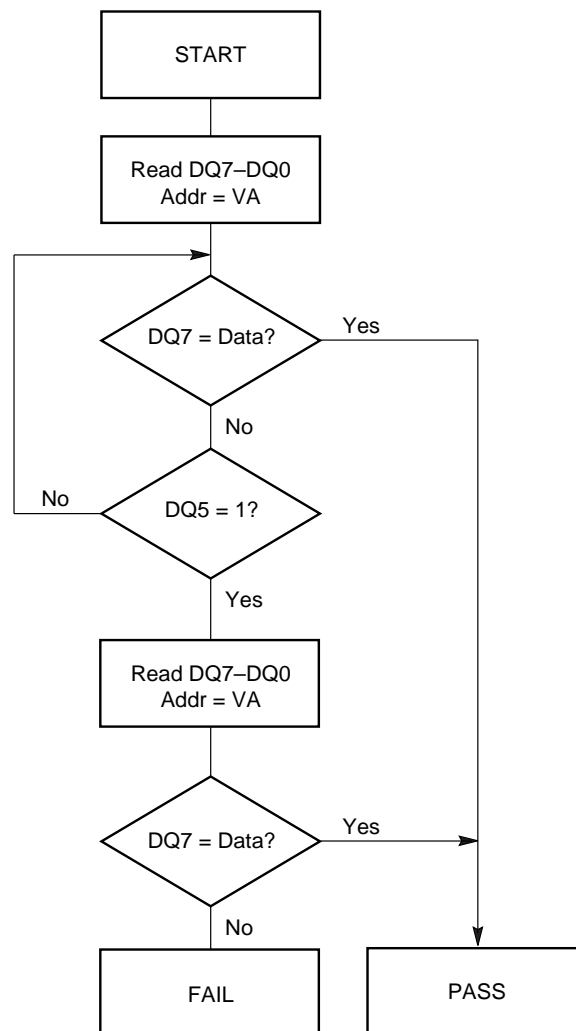 START
Read DQ7–DQ0
Addr = VA
DQ7 = Data?
Yes
No
No
DQ5 = 1?
Yes
Read DQ7–DQ0
Addr = VA
DQ7 = Data?
Yes
No
FAIL
PASS